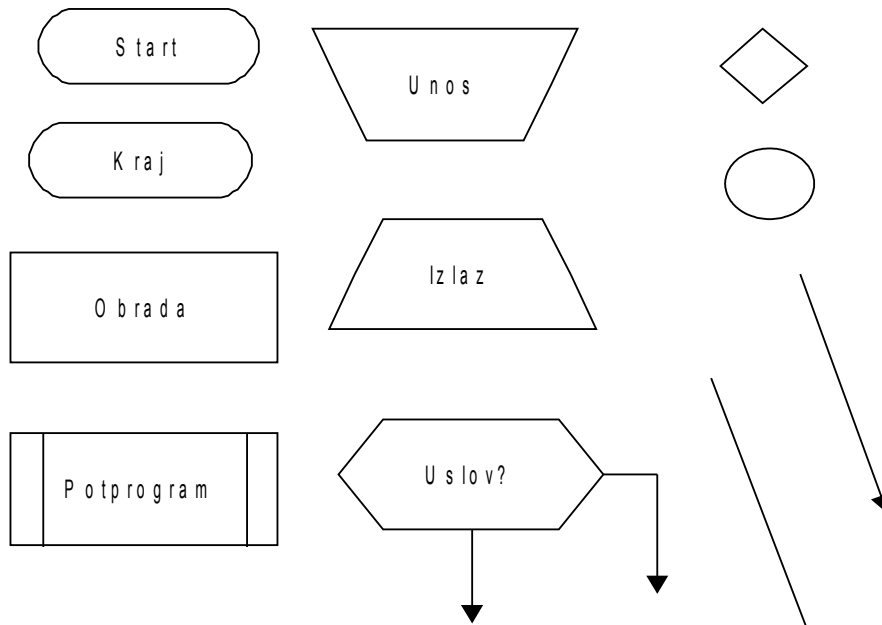 Start
Kraj
Obrada
Potprogram
Unos
Izlaz
Uslov?